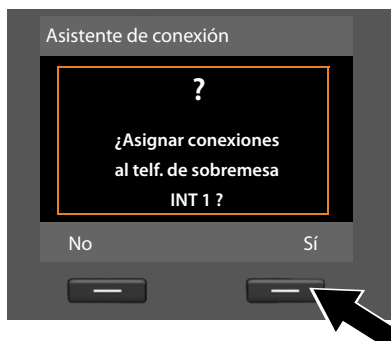 Asistente de conexión
?
¿Asignar conexiones
al telf. de sobremesa
INT 1 ?
No Sí